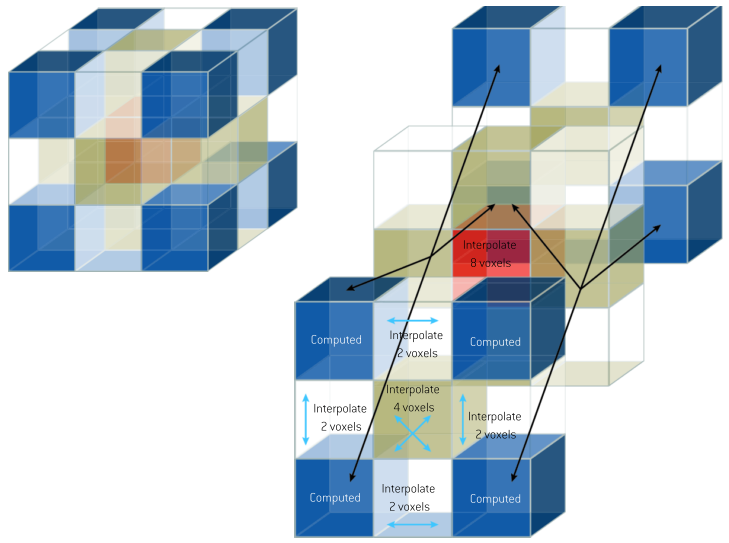 Interpolate
8 voxels
Computed
Interpolate
2 voxels
Computed
Interpolate
2 voxels
Interpolate
4 voxels
Interpolate
2 voxels
Computed
Interpolate
2 voxels
Computed